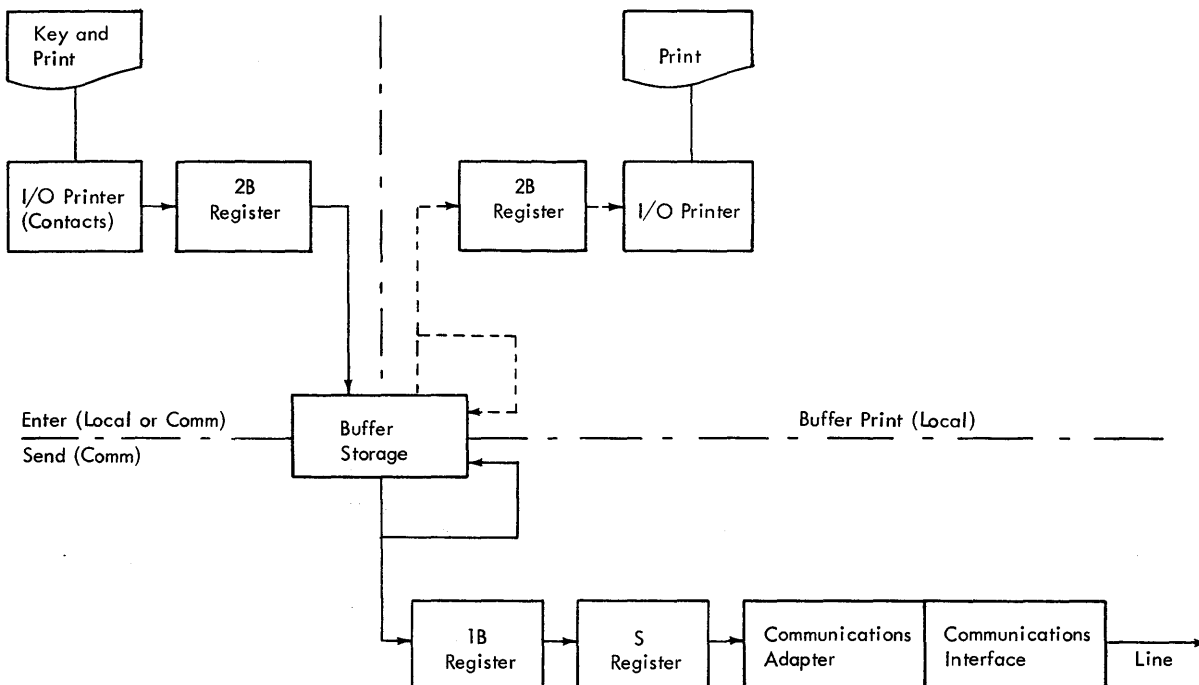 Key and
Print
Print
I/O Printer
(Contacts)
2B
Register
2B
Register
I/O Printer
Enter (Local or Comm)
Send (Comm)
Buffer
Storage
Buffer Print (Local)
1B
Register
S
Register
Communications
Adapter
Communications
Interface
Line